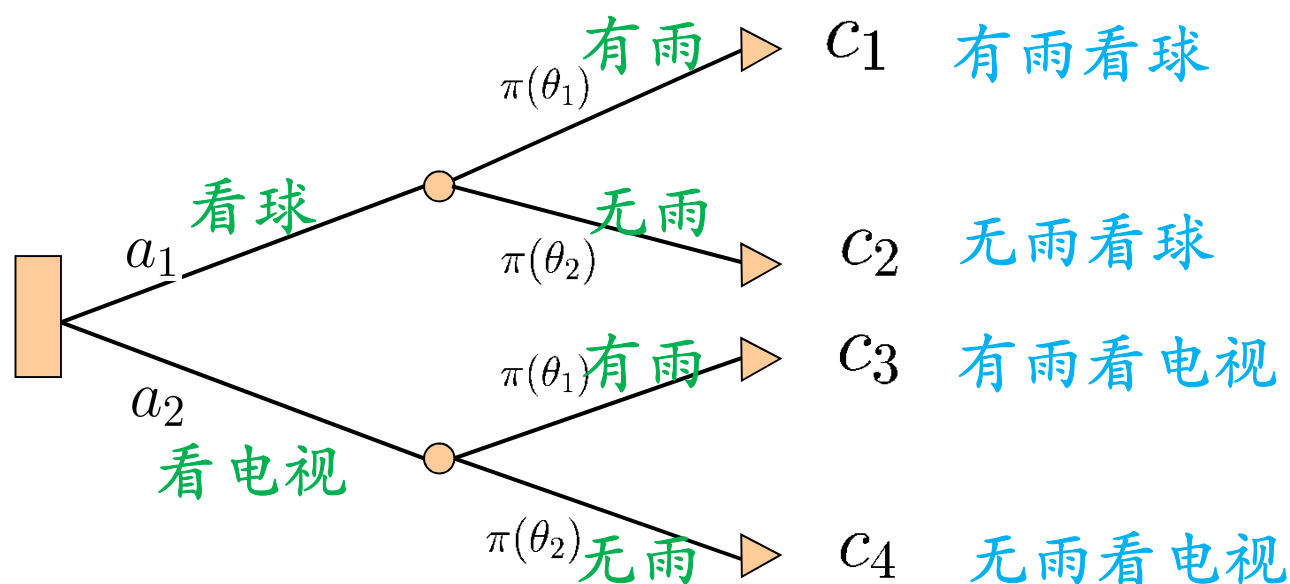 有雨 c₁ 有雨看球
π(θ₁)
看球 无雨
a₁ π(θ₂) c₂ 无雨看球
π(θ₁) 有雨 c₃ 有雨看电视
a₂
看电视
π(θ₂) 无雨 c₄ 无雨看电视